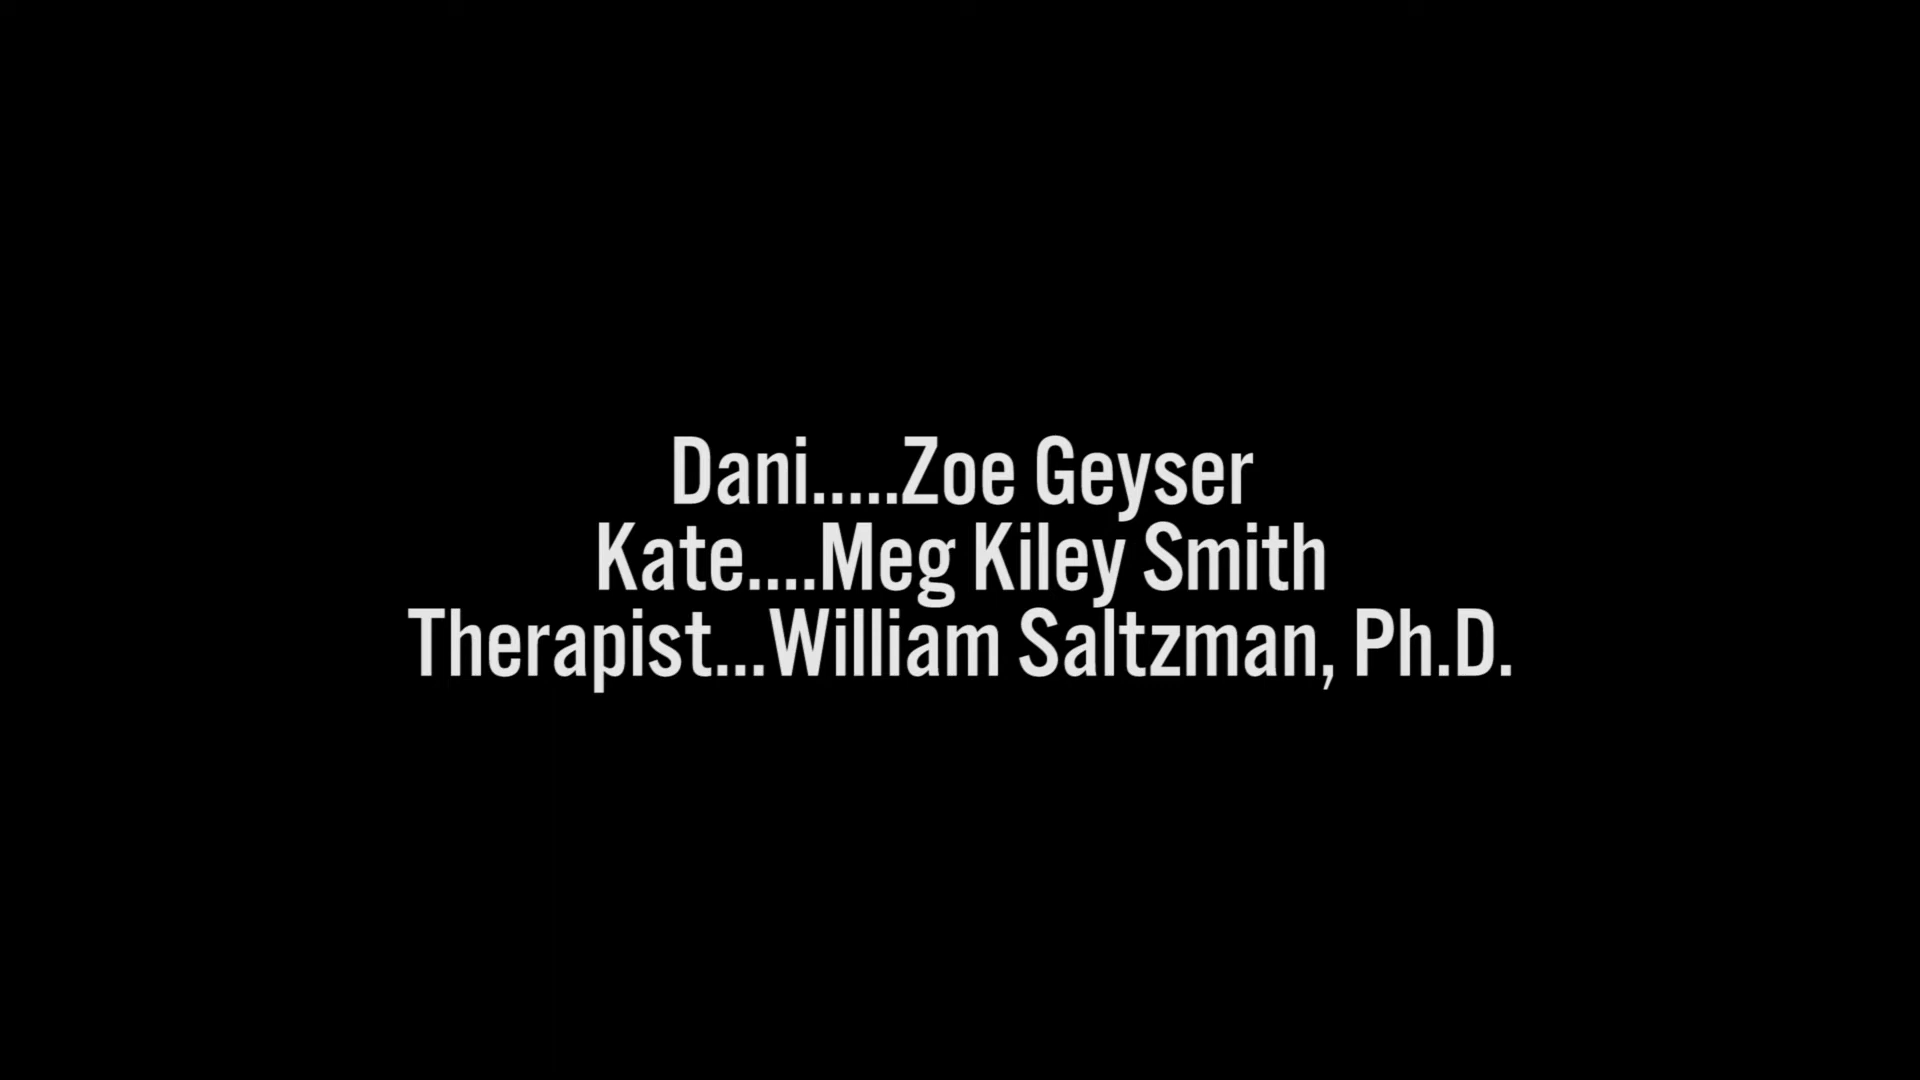 Dani.....Zoe Geyser
Kate....Meg Kiley Smith
Therapist...William Saltzman, Ph.D.